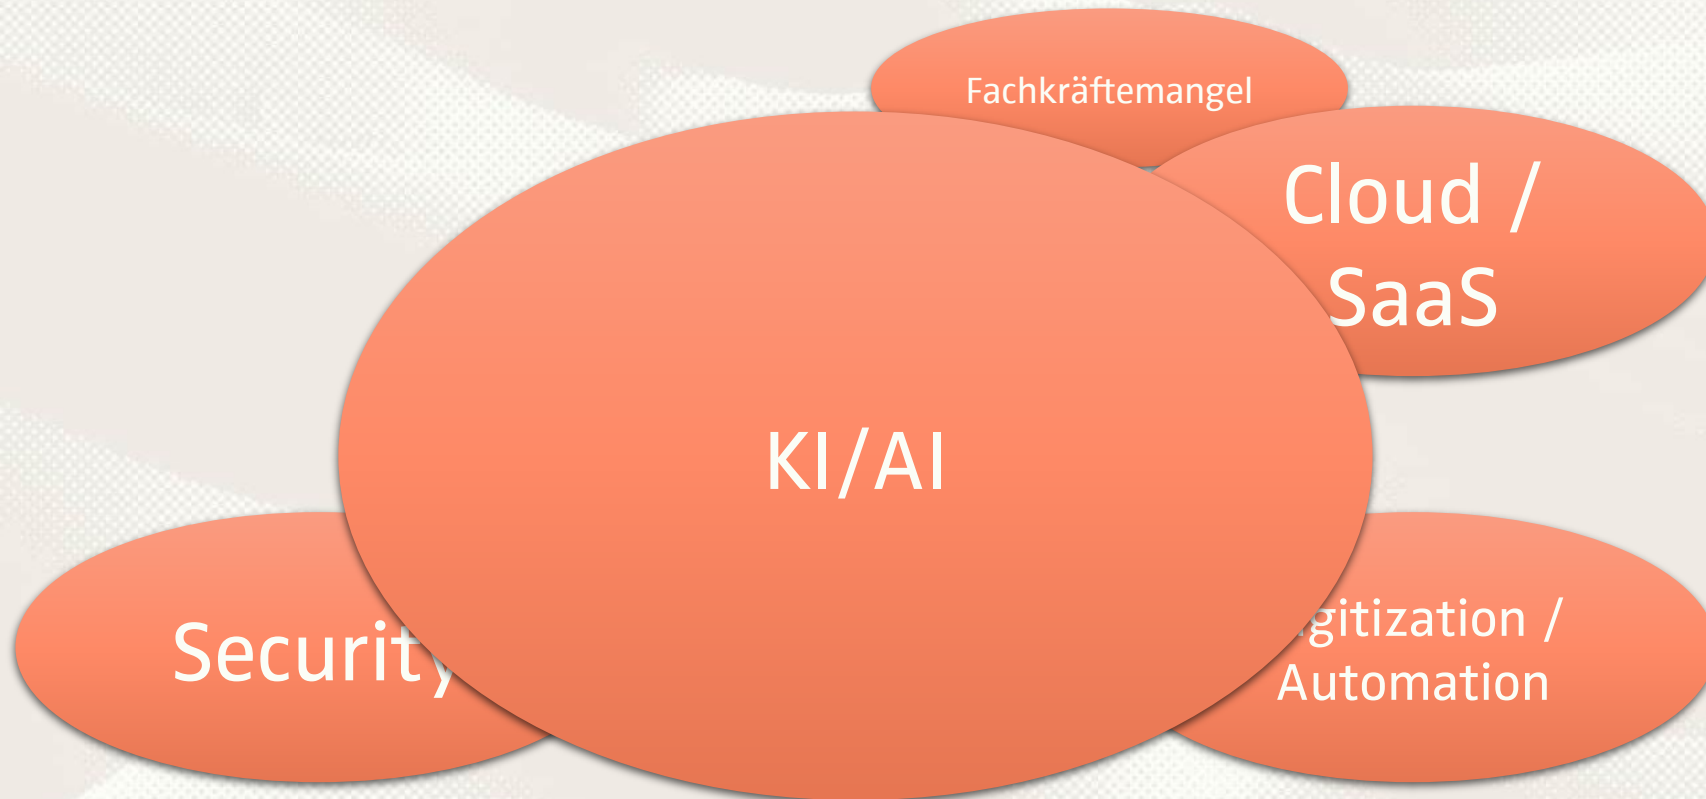 Fachkräftemangel
Cloud /
SaaS
KI/AI
Security
gitization /
Automation